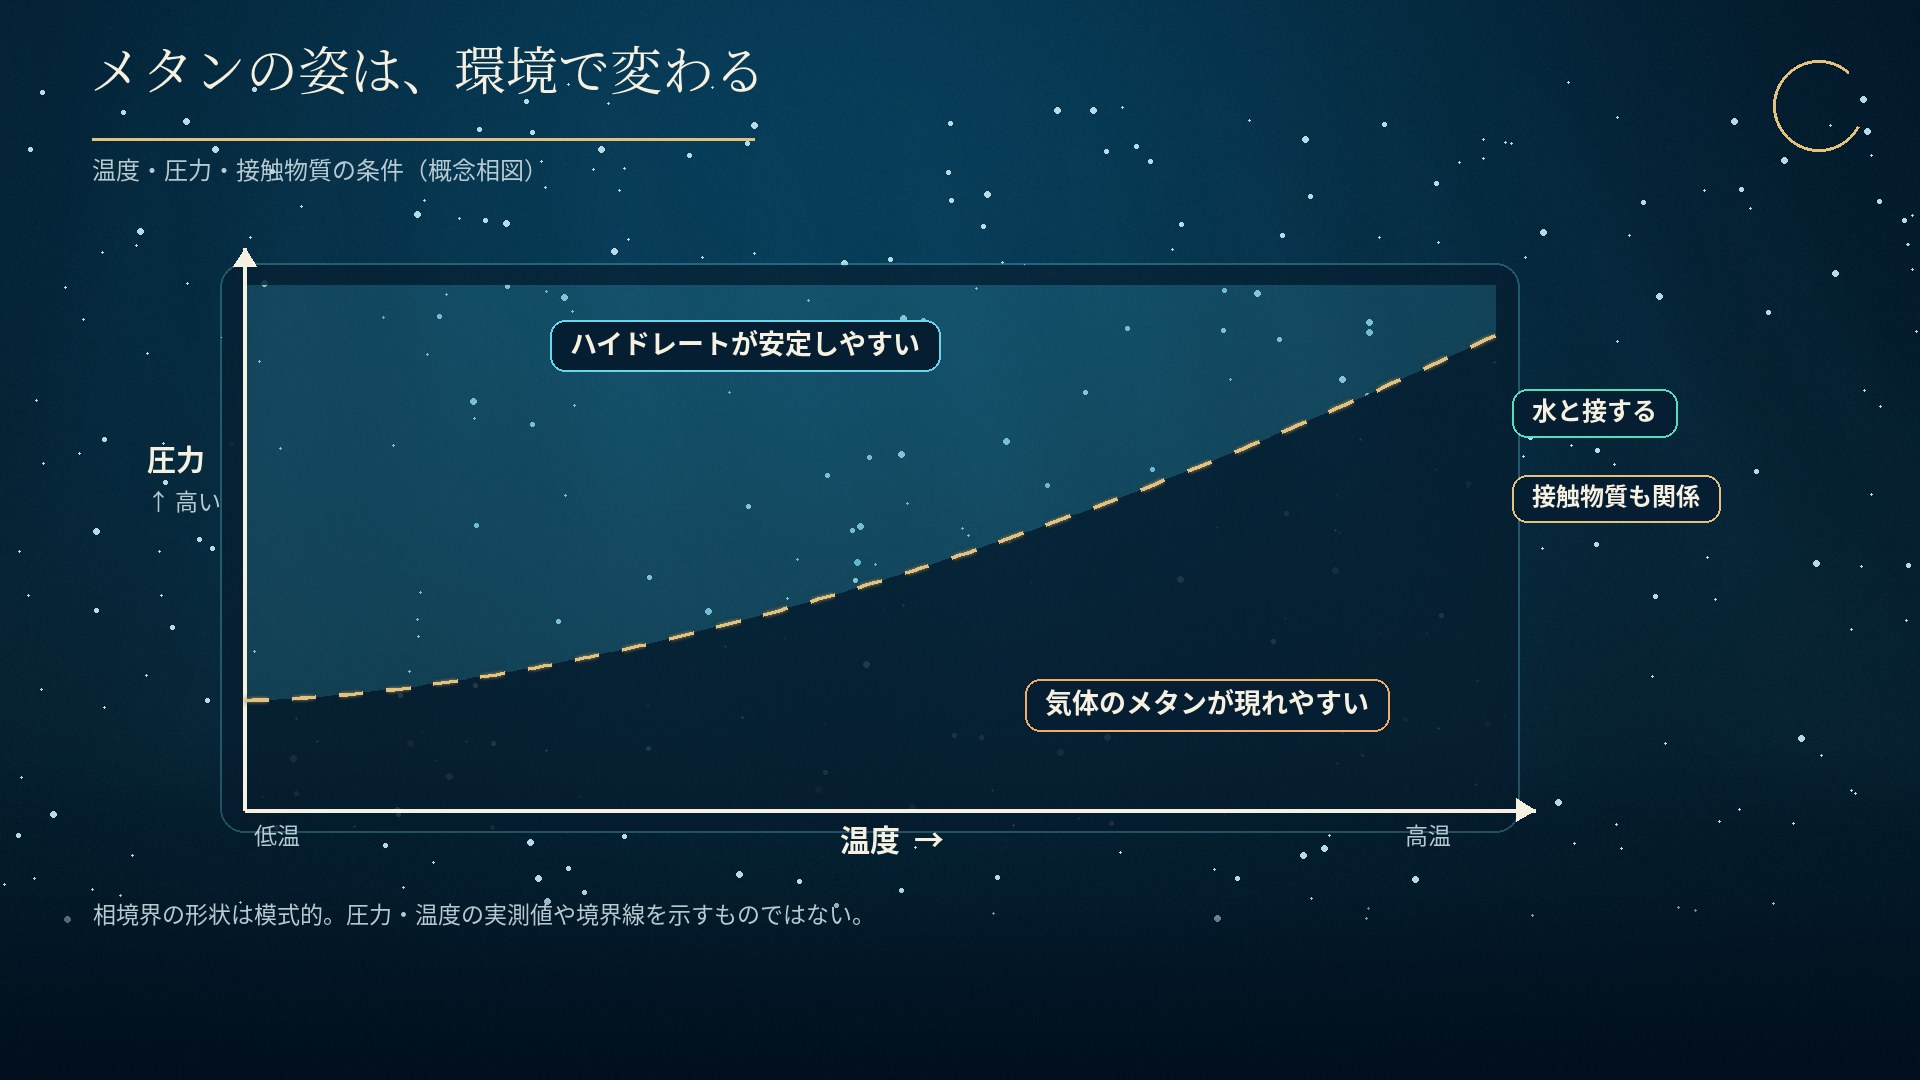 メタンの姿は、環境で変わる
温度・圧力・接触物質の条件（概念相図）
ハイドレートが安定しやすい
水と接する
圧力
↑ 高い
接触物質も関係
気体のメタンが現れやすい
低温
温度 →
高温
相境界の形状は模式的。圧力・温度の実測値や境界線を示すものではない。